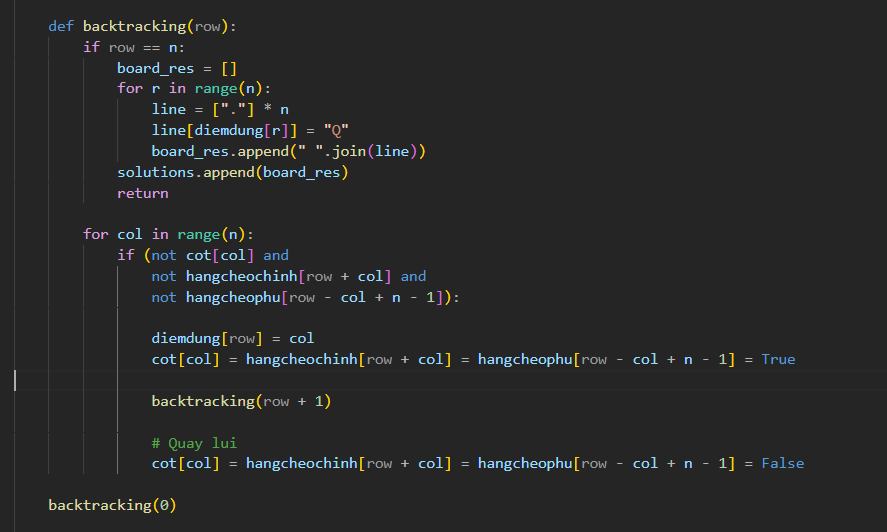 def backtracking(row):
    if row == n:
        board_res = []
        for r in range(n):
            line = ["."] * n
            line[diemdung[r]] = "Q"
            board_res.append(" ".join(line))
        solutions.append(board_res)
        return

    for col in range(n):
        if (not cot[col] and
            not hangcheochinh[row + col] and
            not hangcheophu[row - col + n - 1]):

            diemdung[row] = col
            cot[col] = hangcheochinh[row + col] = hangcheophu[row - col + n - 1] = True

            backtracking(row + 1)

            # Quay lui
            cot[col] = hangcheochinh[row + col] = hangcheophu[row - col + n - 1] = False

backtracking(0)